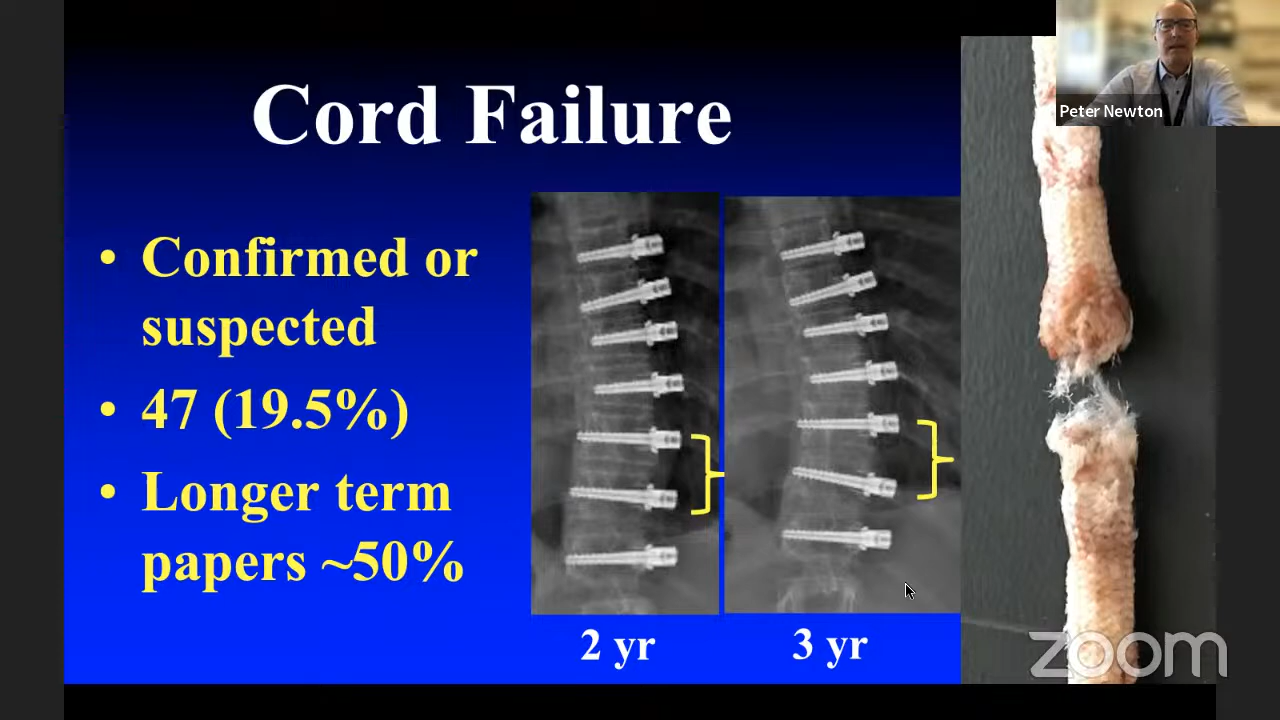 Cord Failure
Peter Newton
• Confirmed or
suspected
• 47 (19.5%)
• Longer term
papers ~50%
2 yr
3 yr
zoom